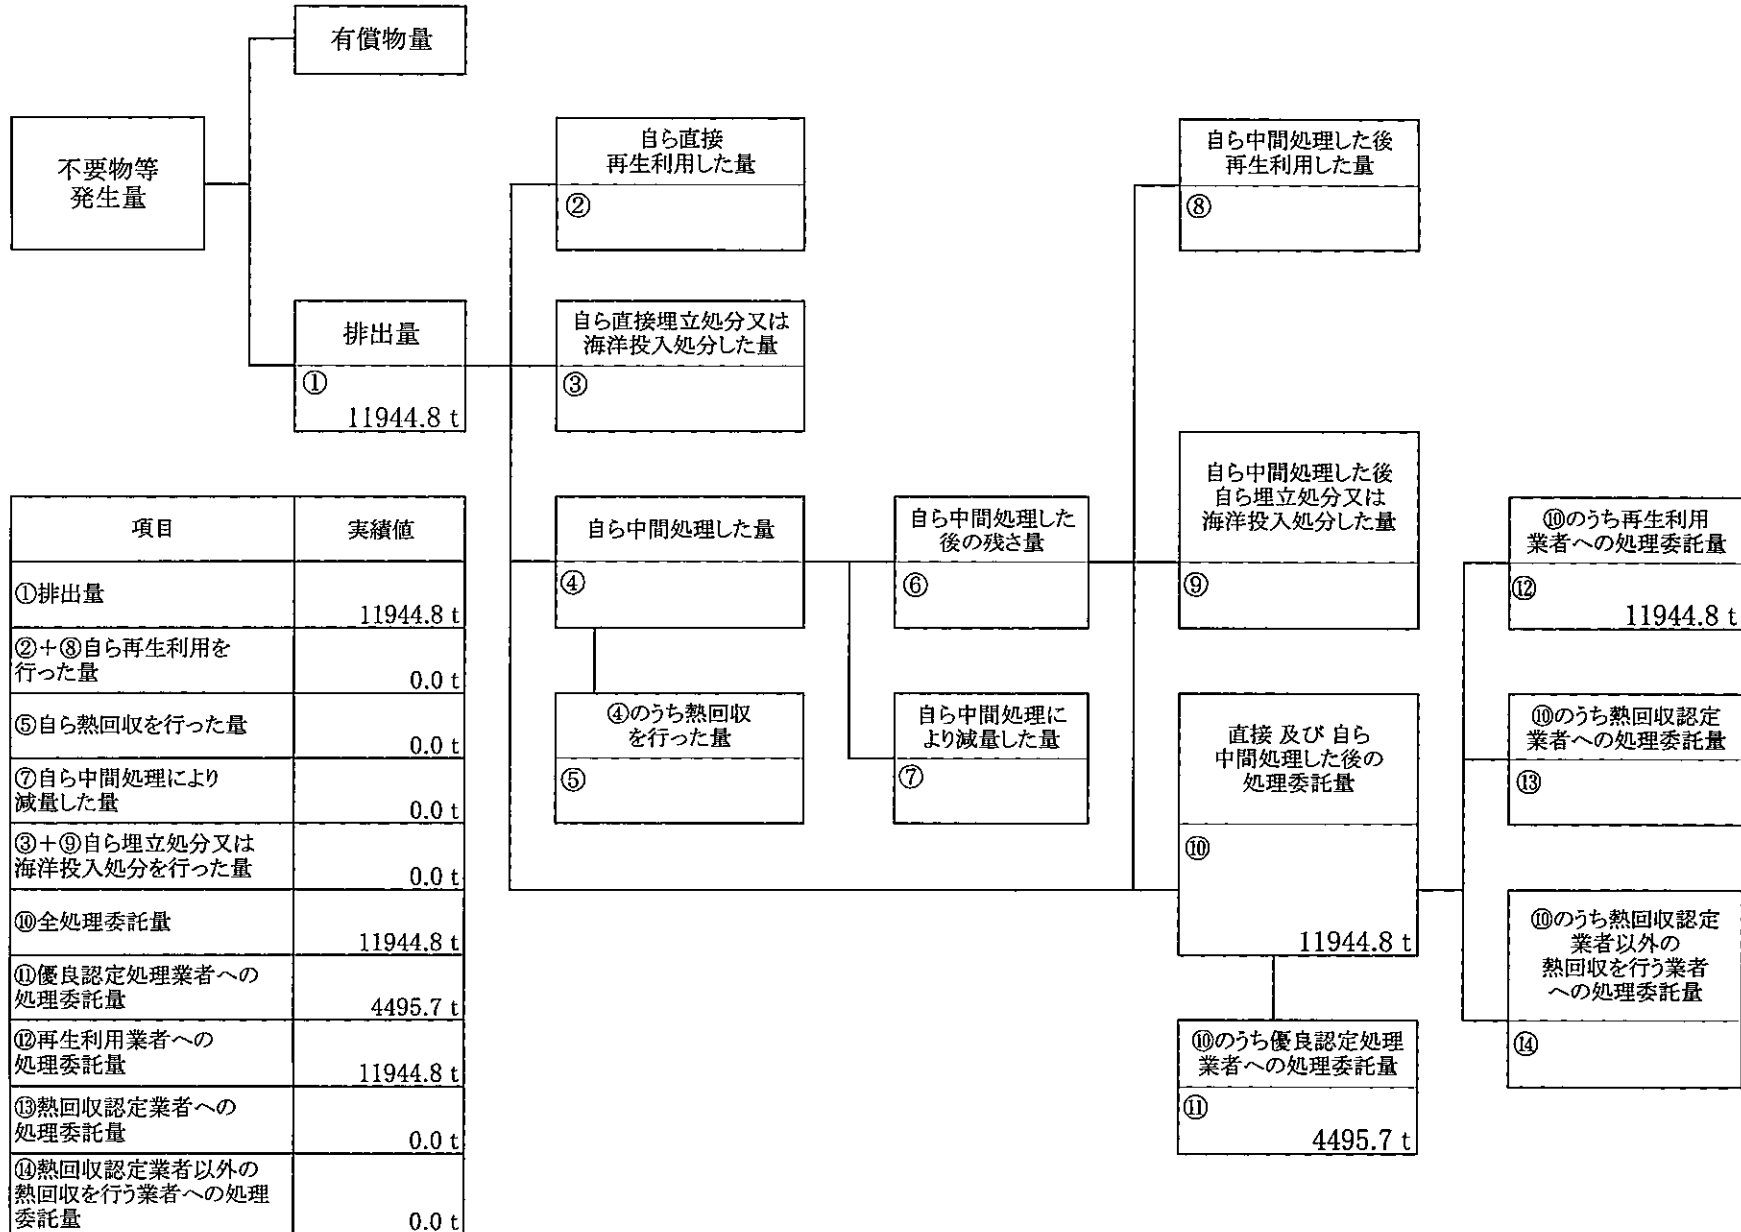 有償物量
不要物等
発生量
自ら直接
再生利用した量
②
自ら中間処理した後
再生利用した量
⑧
排出量
①
11944.8 t
自ら直接埋立処分又は
海洋投入処分した量
③
自ら中間処理した量
④
自ら中間処理した
後の残さ量
⑥
自ら中間処理した後
自ら埋立処分又は
海洋投入処分した量
⑨
⑩のうち再生利用
業者への処理委託量
⑫
11944.8 t
④のうち熱回収
を行った量
⑤
自ら中間処理に
より減量した量
⑦
直接 及び 自ら
中間処理した後の
処理委託量
⑩
11944.8 t
⑩のうち熱回収認定
業者への処理委託量
⑬
⑩のうち熱回収認定
業者以外の
熱回収を行う業者
への処理委託量
⑭
⑩のうち優良認定処理
業者への処理委託量
⑪
4495.7 t
項目 実績値
①排出量
11944.8 t
②+⑧自ら再生利用を
行った量
0.0 t
⑤自ら熱回収を行った量
0.0 t
⑦自ら中間処理により
減量した量
0.0 t
③+⑨自ら埋立処分又は
海洋投入処分を行った量
0.0 t
⑩全処理委託量
11944.8 t
⑪優良認定処理業者への
処理委託量
4495.7 t
⑫再生利用業者への
処理委託量
11944.8 t
⑬熱回収認定業者への
処理委託量
0.0 t
⑭熱回収認定業者以外の
熱回収を行う業者への処理
委託量
0.0 t